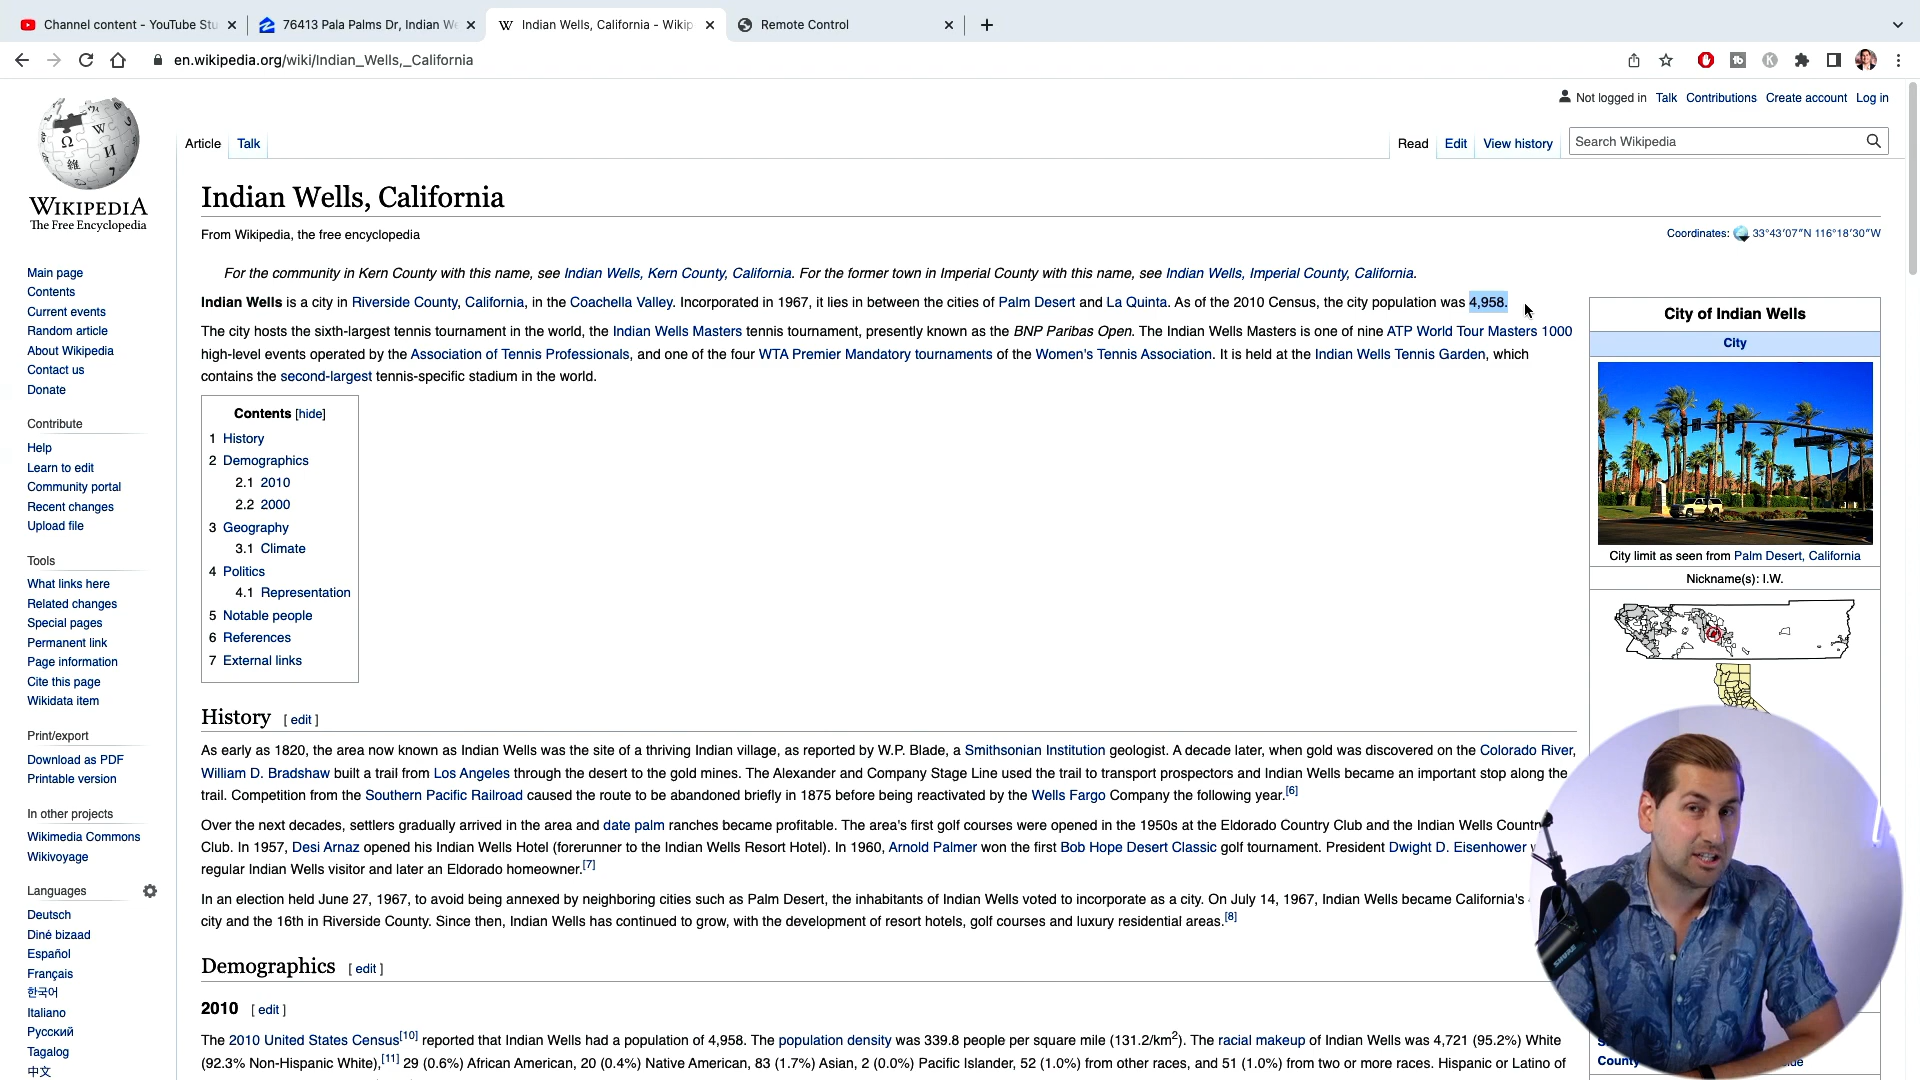 Channel content - YouTube Stu
76413 Pala Palms Dr, Indian We
Indian Wells, California - Wikip
Remote Control
en.wikipedia.org/wiki/Indian_Wells,_California
Not logged in Talk Contributions Create account Log in
Article Talk
Read Edit View history
Search Wikipedia
WIKIPEDIA
The Free Encyclopedia
Main page
Contents
Current events
Random article
About Wikipedia
Contact us
Donate
Contribute
Help
Learn to edit
Community portal
Recent changes
Upload file
Tools
What links here
Related changes
Special pages
Permanent link
Page information
Cite this page
Wikidata item
Print/export
Download as PDF
Printable version
In other projects
Wikimedia Commons
Wikivoyage
Languages
Deutsch
Diné bizaad
Español
Français
한국어
Italiano
Русский
Tagalog
中文
Indian Wells, California
From Wikipedia, the free encyclopedia
Coordinates: 33°43′07″N 116°18′30″W
For the community in Kern County with this name, see Indian Wells, Kern County, California. For the former town in Imperial County with this name, see Indian Wells, Imperial County, California.
Indian Wells is a city in Riverside County, California, in the Coachella Valley. Incorporated in 1967, it lies in between the cities of Palm Desert and La Quinta. As of the 2010 Census, the city population was 4,958.
The city hosts the sixth-largest tennis tournament in the world, the Indian Wells Masters tennis tournament, presently known as the BNP Paribas Open. The Indian Wells Masters is one of nine ATP World Tour Masters 1000
high-level events operated by the Association of Tennis Professionals, and one of the four WTA Premier Mandatory tournaments of the Women's Tennis Association. It is held at the Indian Wells Tennis Garden, which
contains the second-largest tennis-specific stadium in the world.
Contents [hide]
1 History
2 Demographics
2.1 2010
2.2 2000
3 Geography
3.1 Climate
4 Politics
4.1 Representation
5 Notable people
6 References
7 External links
History [ edit ]
As early as 1820, the area now known as Indian Wells was the site of a thriving Indian village, as reported by W.P. Blade, a Smithsonian Institution geologist. A decade later, when gold was discovered on the Colorado River,
William D. Bradshaw built a trail from Los Angeles through the desert to the gold mines. The Alexander and Company Stage Line used the trail to transport prospectors and Indian Wells became an important stop along the
trail. Competition from the Southern Pacific Railroad caused the route to be abandoned briefly in 1875 before being reactivated by the Wells Fargo Company the following year.[6]
Over the next decades, settlers gradually arrived in the area and date palm ranches became profitable. The area's first golf courses were opened in the 1950s at the Eldorado Country Club and the Indian Wells Countr
Club. In 1957, Desi Arnaz opened his Indian Wells Hotel (forerunner to the Indian Wells Resort Hotel). In 1960, Arnold Palmer won the first Bob Hope Desert Classic golf tournament. President Dwight D. Eisenhower
regular Indian Wells visitor and later an Eldorado homeowner.[7]
In an election held June 27, 1967, to avoid being annexed by neighboring cities such as Palm Desert, the inhabitants of Indian Wells voted to incorporate as a city. On July 14, 1967, Indian Wells became California's
city and the 16th in Riverside County. Since then, Indian Wells has continued to grow, with the development of resort hotels, golf courses and luxury residential areas.[8]
Demographics [ edit ]
2010 [ edit ]
The 2010 United States Census[10] reported that Indian Wells had a population of 4,958. The population density was 339.8 people per square mile (131.2/km2). The racial makeup of Indian Wells was 4,721 (95.2%) White
(92.3% Non-Hispanic White),[11] 29 (0.6%) African American, 20 (0.4%) Native American, 83 (1.7%) Asian, 2 (0.0%) Pacific Islander, 52 (1.0%) from other races, and 51 (1.0%) from two or more races. Hispanic or Latino of
City of Indian Wells
City
City limit as seen from Palm Desert, California
Nickname(s): I.W.
County
SHURE